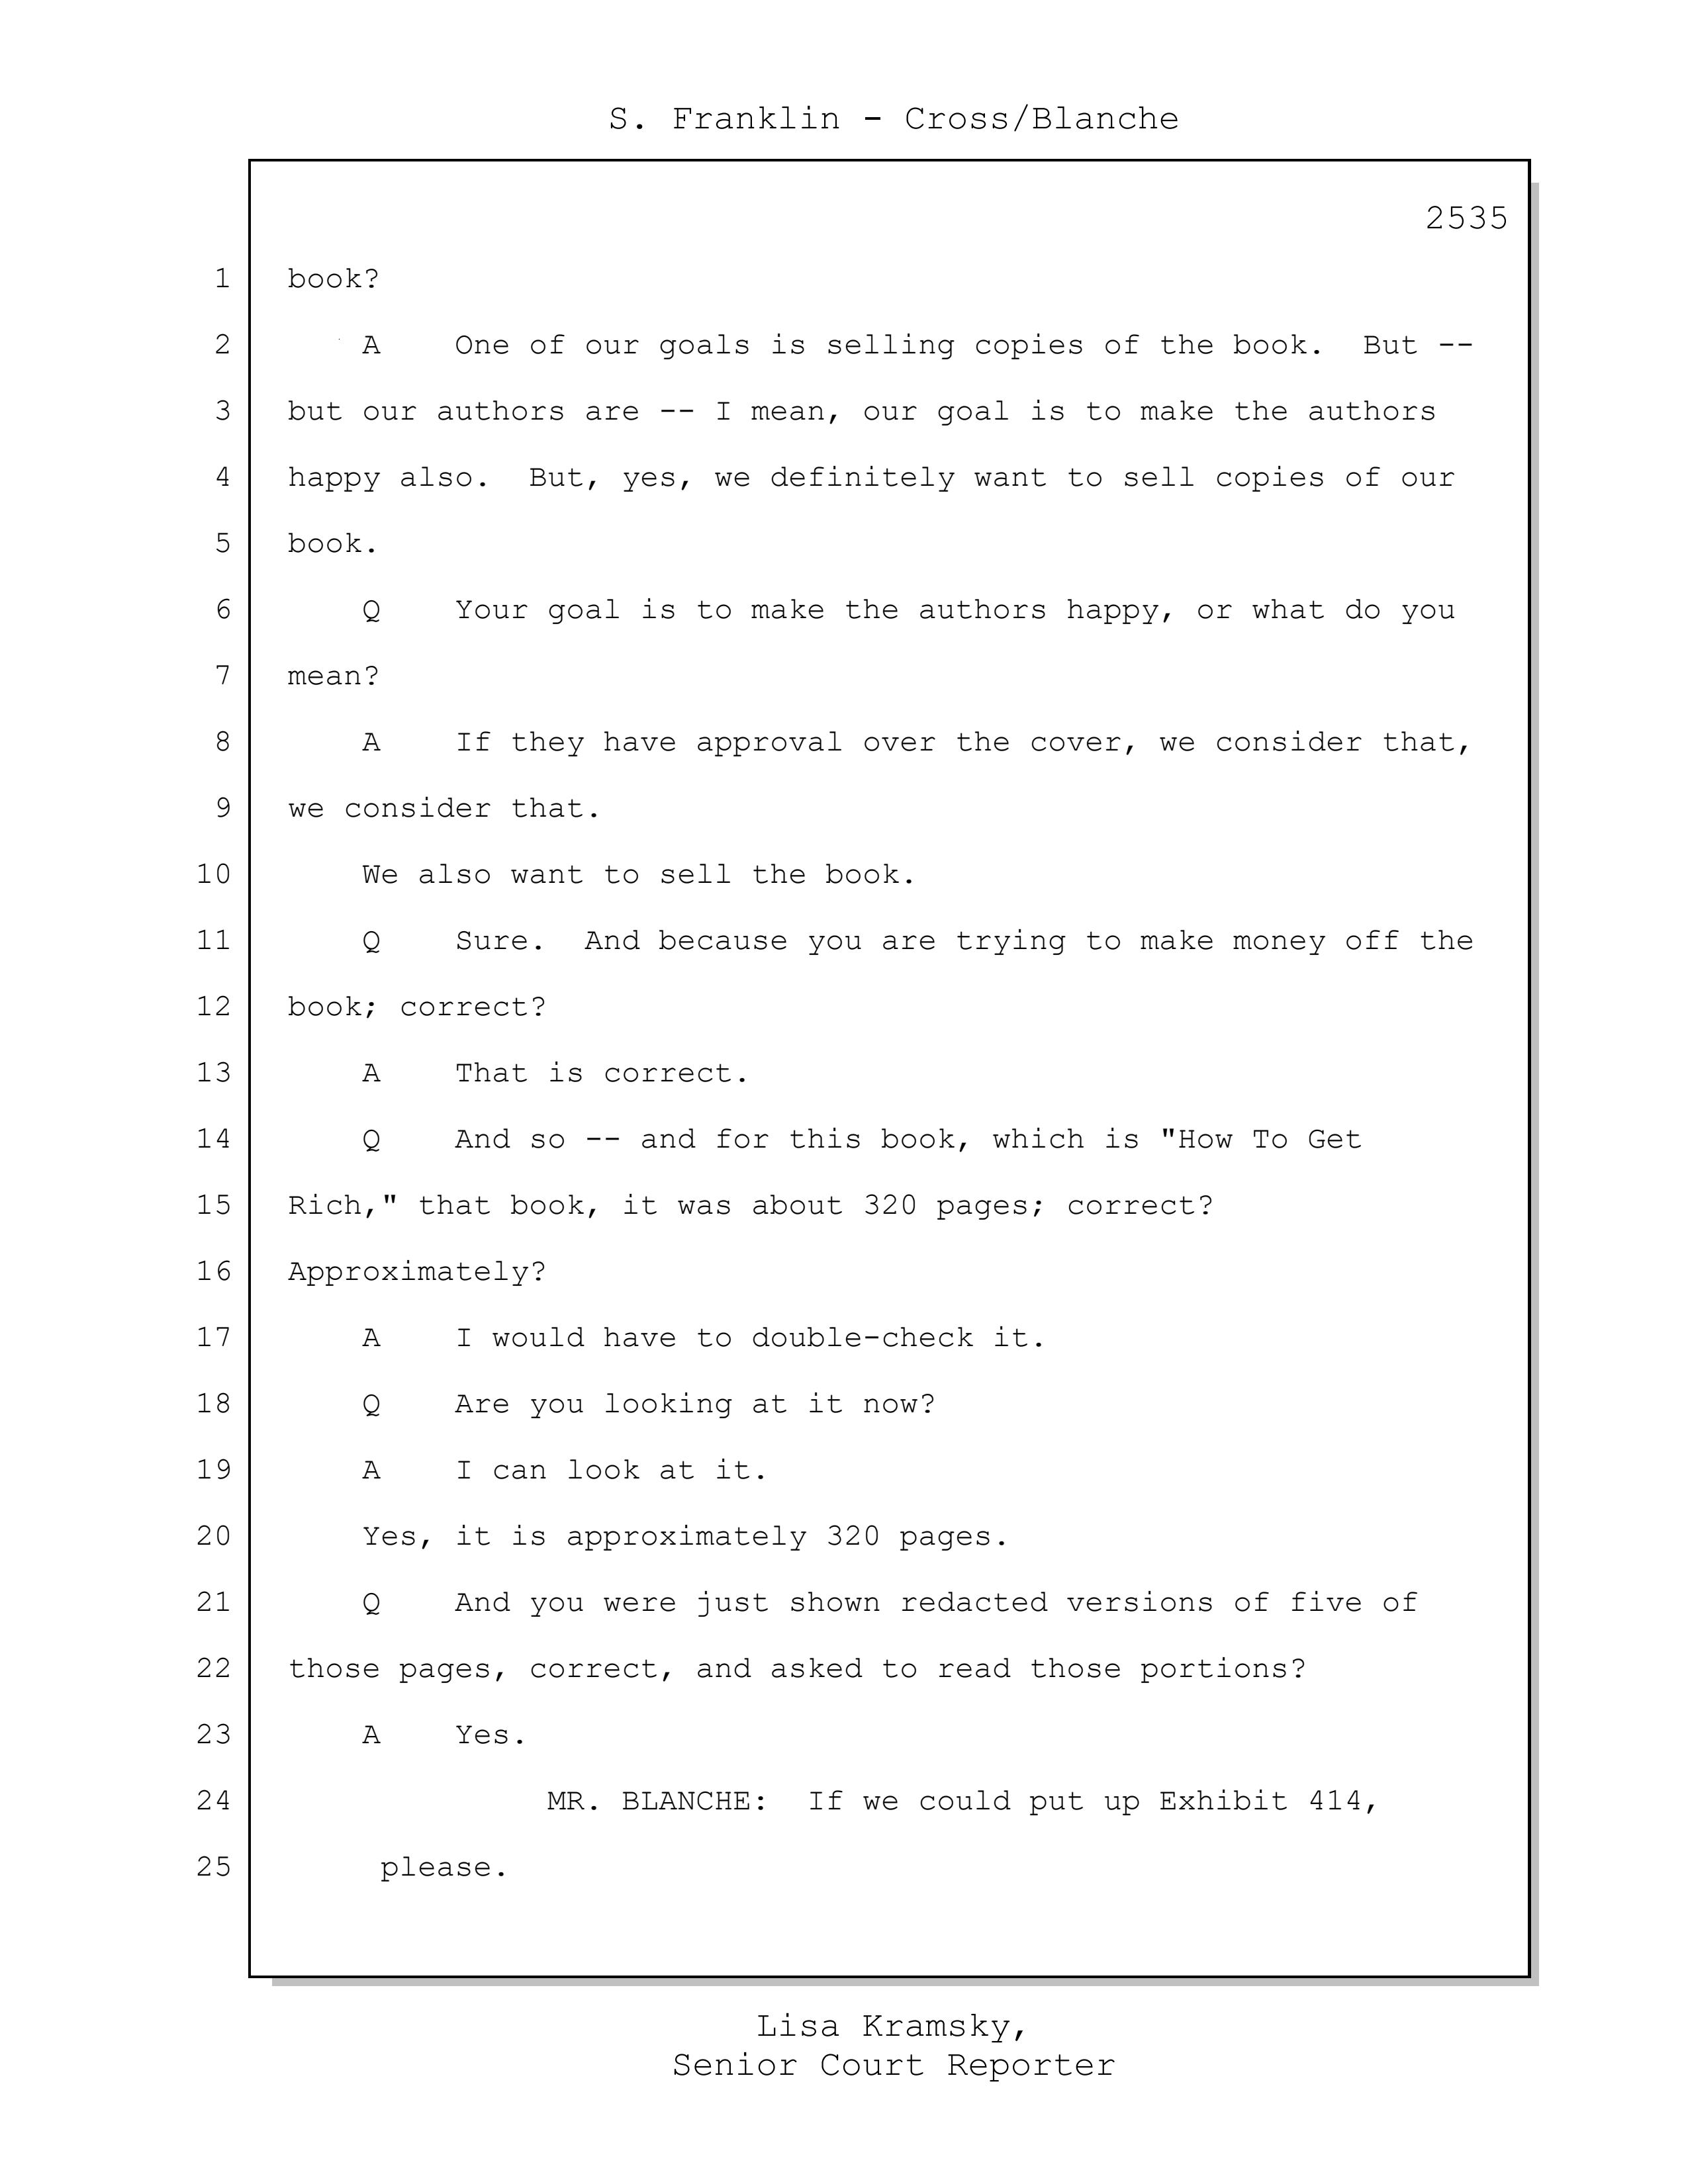 S. Franklin - Cross/Blanche
2535
1 book?
2 A One of our goals is selling copies of the book. But --
3 but our authors are -- I mean, our goal is to make the authors
4 happy also. But, yes, we definitely want to sell copies of our
5 book.
6 Q Your goal is to make the authors happy, or what do you
7 mean?
8 A If they have approval over the cover, we consider that,
9 we consider that.
10 We also want to sell the book.
11 Q Sure. And because you are trying to make money off the
12 book; correct?
13 A That is correct.
14 Q And so -- and for this book, which is "How To Get
15 Rich," that book, it was about 320 pages; correct?
16 Approximately?
17 A I would have to double-check it.
18 Q Are you looking at it now?
19 A I can look at it.
20 Yes, it is approximately 320 pages.
21 Q And you were just shown redacted versions of five of
22 those pages, correct, and asked to read those portions?
23 A Yes.
24 MR. BLANCHE: If we could put up Exhibit 414,
25 please.
Lisa Kramsky,
Senior Court Reporter